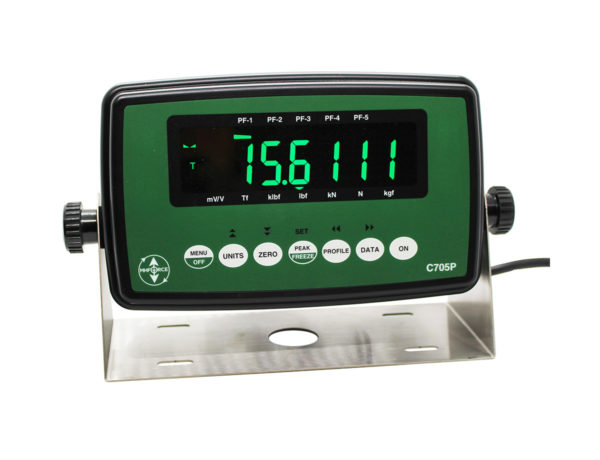 PF-1 PF-2 PF-3 PF-4 PF-5
T
75.6111
mV/V Tf klbf lbf kN N kgf
SET
MENU OFF UNITS ZERO PEAK FREEZE PROFILE DATA ON
HHFORCE
C705P